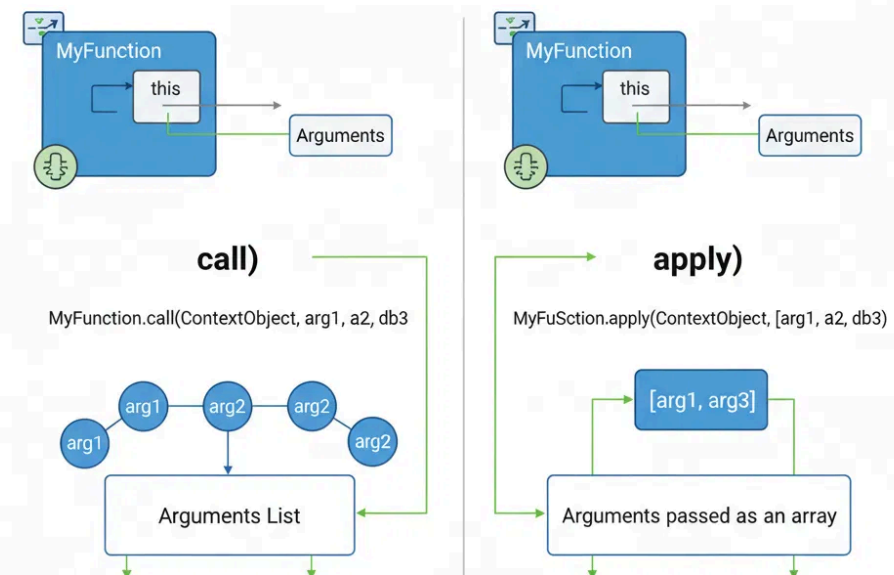 MyFunction
this
Arguments
call)
MyFunction.call(ContextObject, arg1, a2, db3
arg1
arg1
arg2
arg2
arg2
Arguments List
MyFunction
this
Arguments
apply)
MyFuSction.apply(ContextObject, [arg1, a2, db3)
[arg1, arg3]
Arguments passed as an array